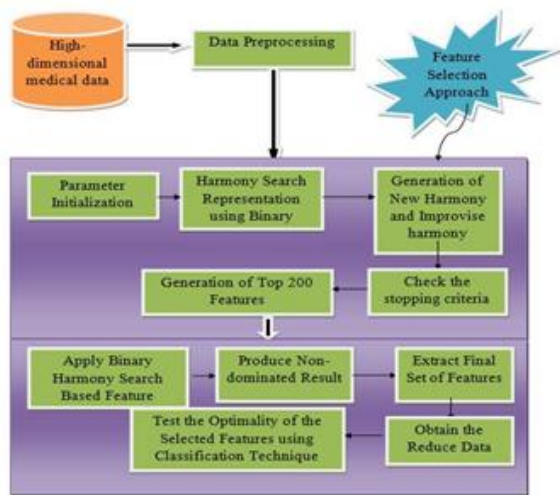 High-
dimensional
medical data
Data Preprocessing
Feature
Selection
Approach
Parameter
Initialization
Harmony Search
Representation
using Binary
Generation of
New Harmony
and Improvise
harmony
Generation of Top 200
Features
Check the
stopping criteria
Apply Binary
Harmony Search
Based Feature
Produce Non-
dominated Result
Extract Final
Set of Features
Test the Optimality of the
Selected Features using
Classification Technique
Obtain the
Reduce Data